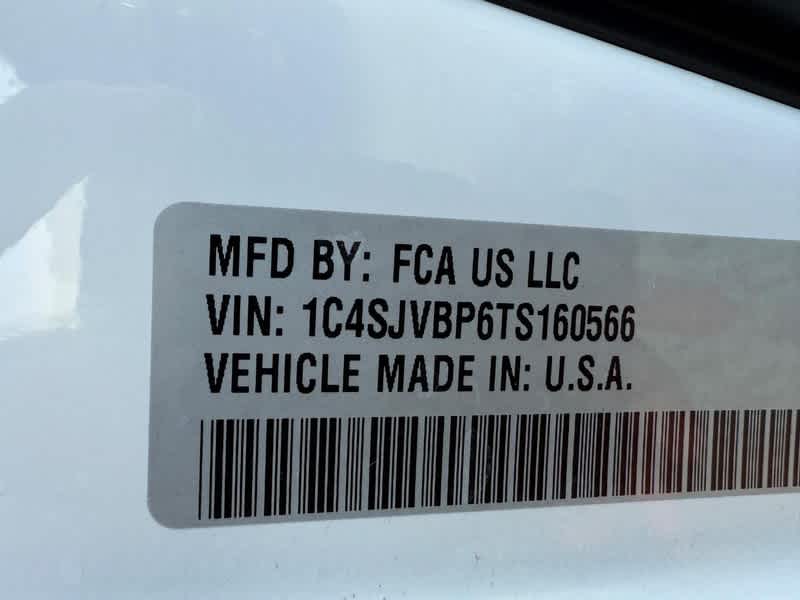 MFD BY: FCA US LLC
VIN: 1C4SJVBP6TS160566
VEHICLE MADE IN: U.S.A.